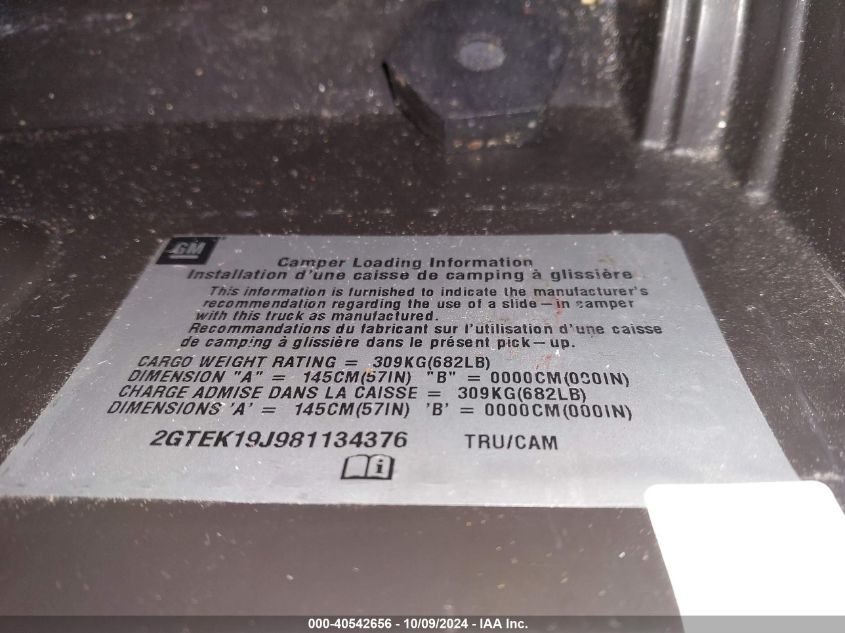 GM
Camper Loading Information
Installation d'une caisse de camping à glissière
This information is furnished to indicate the manufacturer's
recommendation regarding the use of a slide – in camper
with this truck as manufactured.
Recommandations du fabricant sur l'utilisation d'une caisse
de camping à glissière dans le présent pick – up.
CARGO WEIGHT RATING = 309KG(682LB)
DIMENSION "A" = 145CM(57IN) "B" = 0000CM(000IN)
CHARGE ADMISE DANS LA CAISSE = 309KG(682LB)
DIMENSIONS 'A' = 145CM(57IN) 'B' = 0000CM(000IN)
2GTEK19J981134376 TRU/CAM
000-40542656 - 10/09/2024 - IAA Inc.